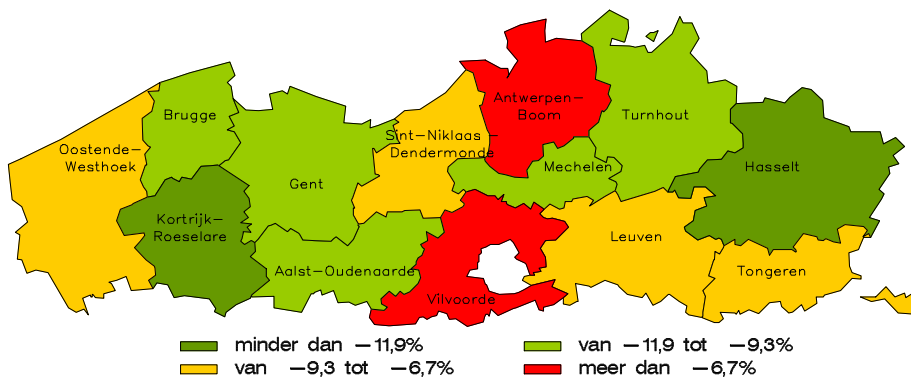 Antwerpen-
Boom
Brugge
Turnhout
Sint-Niklaas-
Dendermonde
Oostende-
Westhoek
Mechelen
Hasselt
Gent
Kortrijk-
Roeselare
Leuven
Aalst-Oudenaarde
Tongeren
Vilvoorde
minder dan -11,9%
van -11,9 tot -9,3%
van -9,3 tot -6,7%
meer dan -6,7%